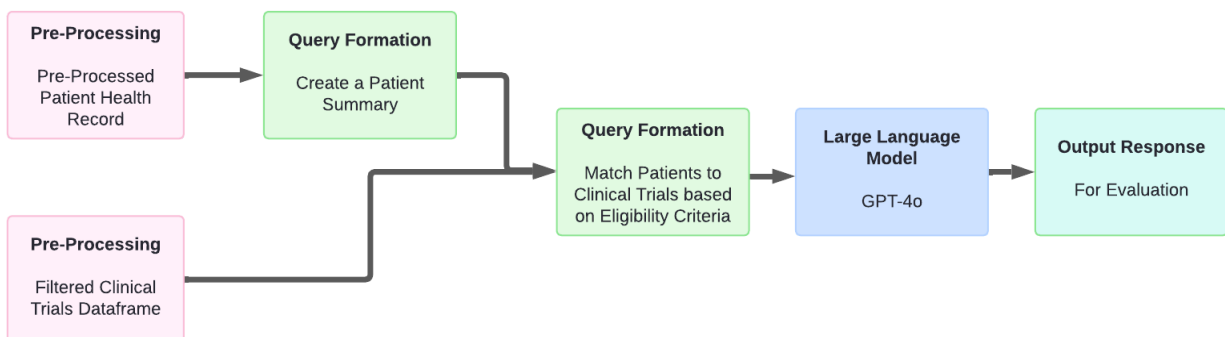 Pre-Processing
Pre-Processed
Patient Health
Record
Query Formation
Create a Patient
Summary
Pre-Processing
Filtered Clinical
Trials Dataframe
Query Formation
Match Patients to
Clinical Trials based
on Eligibility Criteria
Large Language
Model
GPT-4o
Output Response
For Evaluation